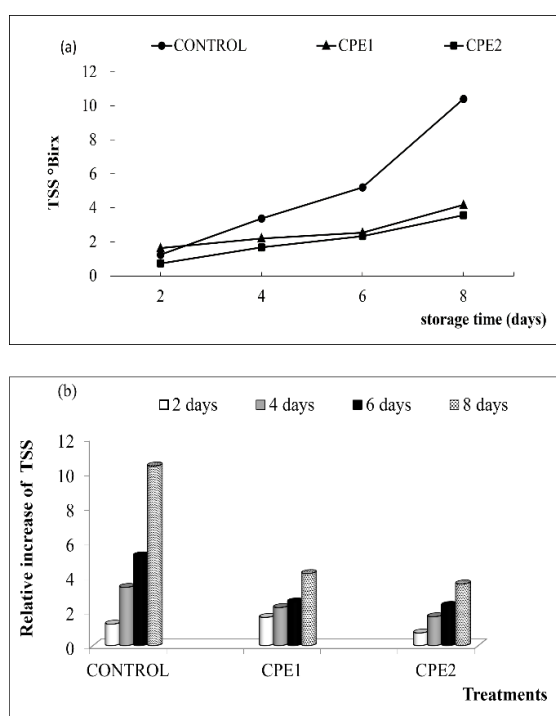 (a)
CONTROL CPE1 CPE2
12
10
8
6
4
2
0
TSS °Birx
2 4 6 8
storage time (days)
(b)
2 days 4 days 6 days 8 days
12
10
8
6
4
2
0
Relative increase of TSS
CONTROL CPE1 CPE2
Treatments